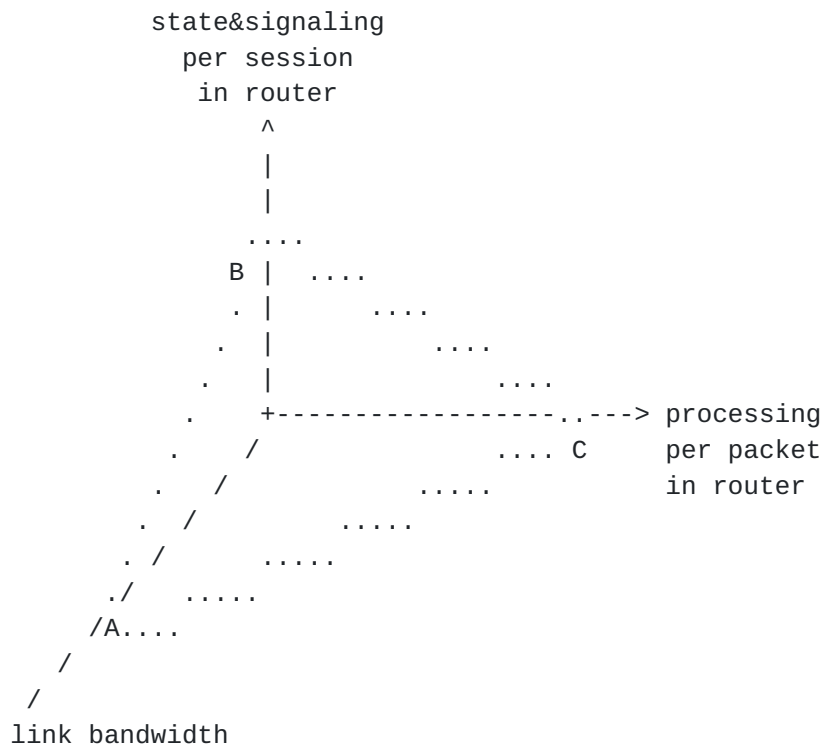 state&signaling
per session
in router
B
processing
C
per packet
in router
A
link bandwidth